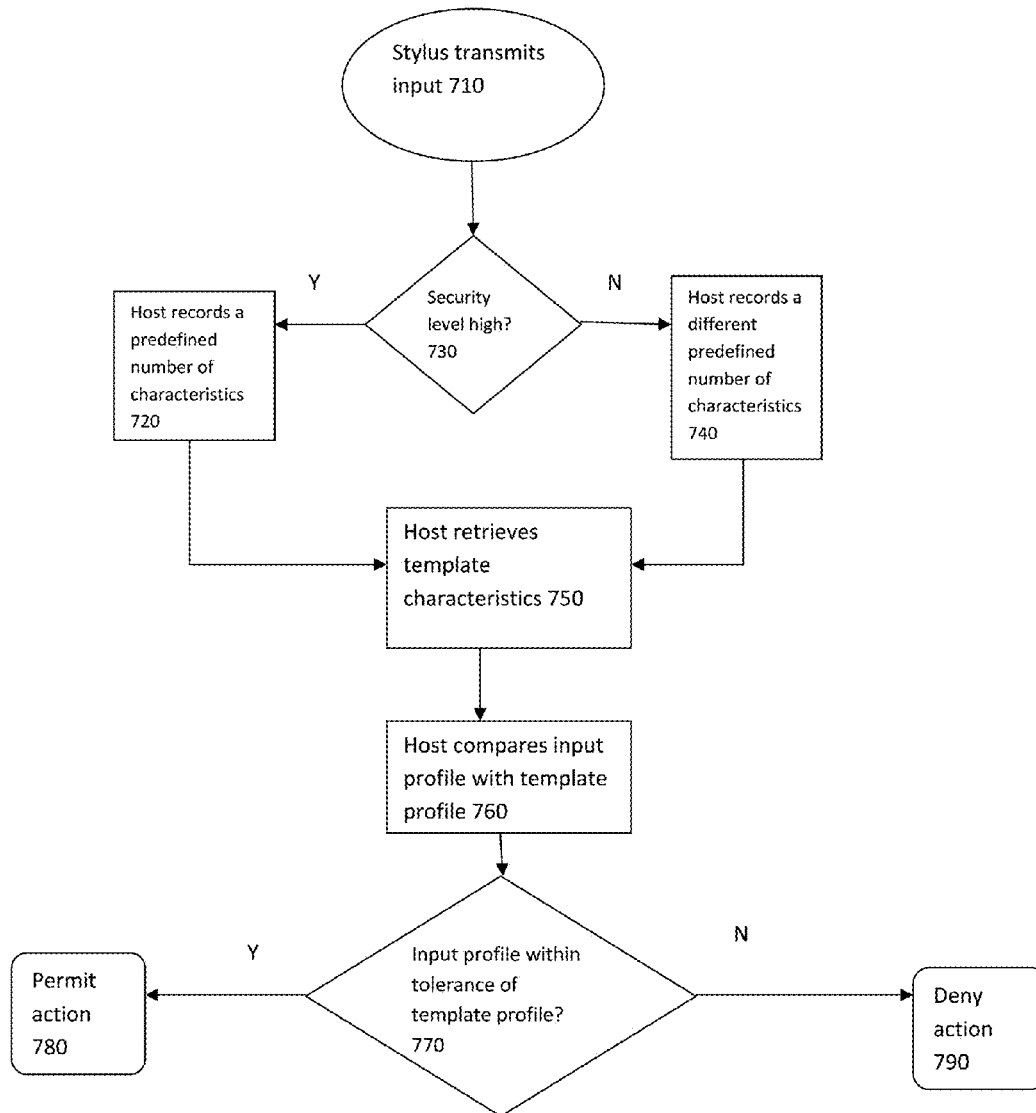 Stylus transmits
input 710
Y
N
Security
level high?
730
Host records a
predefined
number of
characteristics
720
Host records a
different
predefined
number of
characteristics
740
Host retrieves
template
characteristics 750
Host compares input
profile with template
profile 760
Y
N
Input profile within
tolerance of
template profile?
770
Permit
action
780
Deny
action
790